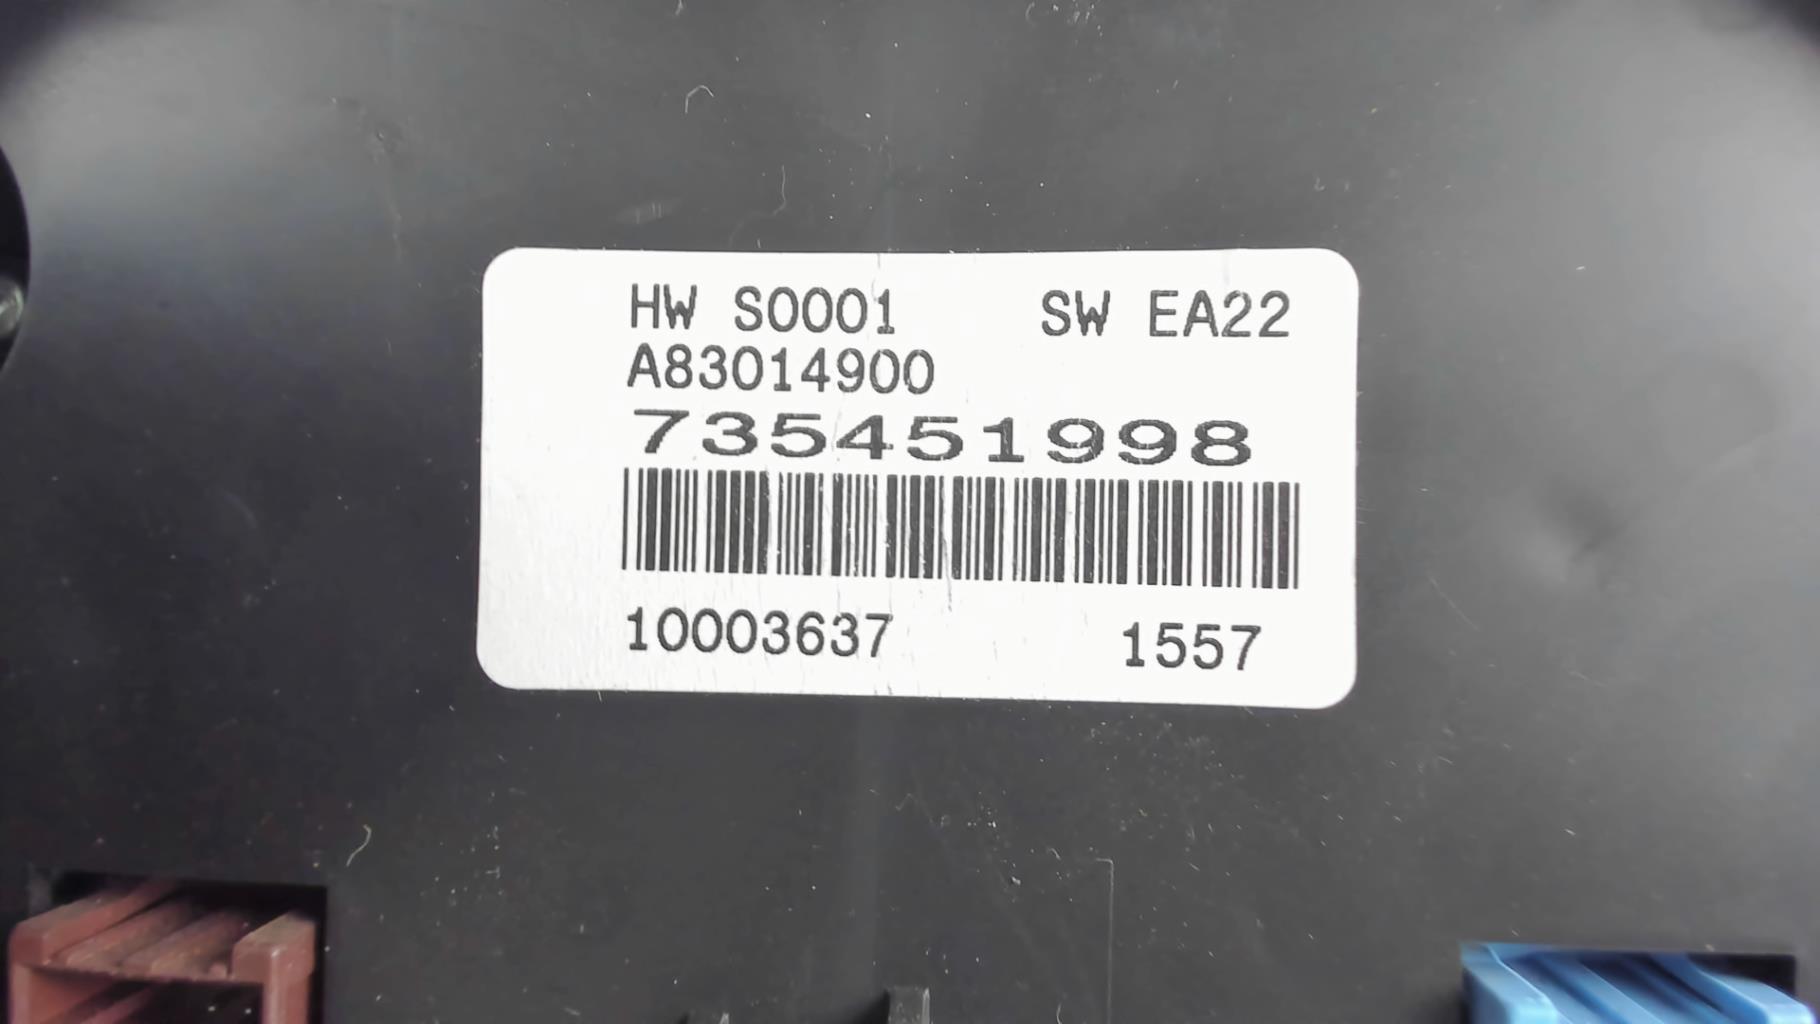 HW S0001 SW EA22
A83014900
735451998
10003637 1557